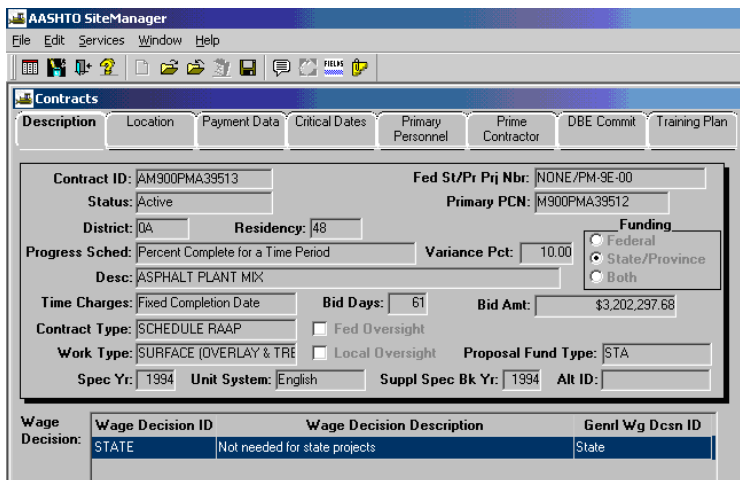 AASHTO SiteManager
File Edit Services Window Help
FIELDS
Contracts
Description Location Payment Data Critical Dates Primary Personnel Prime Contractor DBE Commit Training Plan
Contract ID: AM900PMA39513 Fed St/Pr Prj Nbr: NONE/PM-9E-00
Status: Active Primary PCN: M900PMA39512
District: 0A Residency: 48 Funding
Federal
Progress Sched: Percent Complete for a Time Period Variance Pct: 10.00 State/Province
Desc: ASPHALT PLANT MIX Both
Time Charges: Fixed Completion Date Bid Days: 61 Bid Amt: $3,202,297.68
Contract Type: SCHEDULE RAAP Fed Oversight
Work Type: SURFACE (OVERLAY & TRE Local Oversight Proposal Fund Type: STA
Spec Yr: 1994 Unit System: English Suppl Spec Bk Yr: 1994 Alt ID:
Wage Decision: Wage Decision ID Wage Decision Description Genrl Wg Dcsn ID
STATE Not needed for state projects State